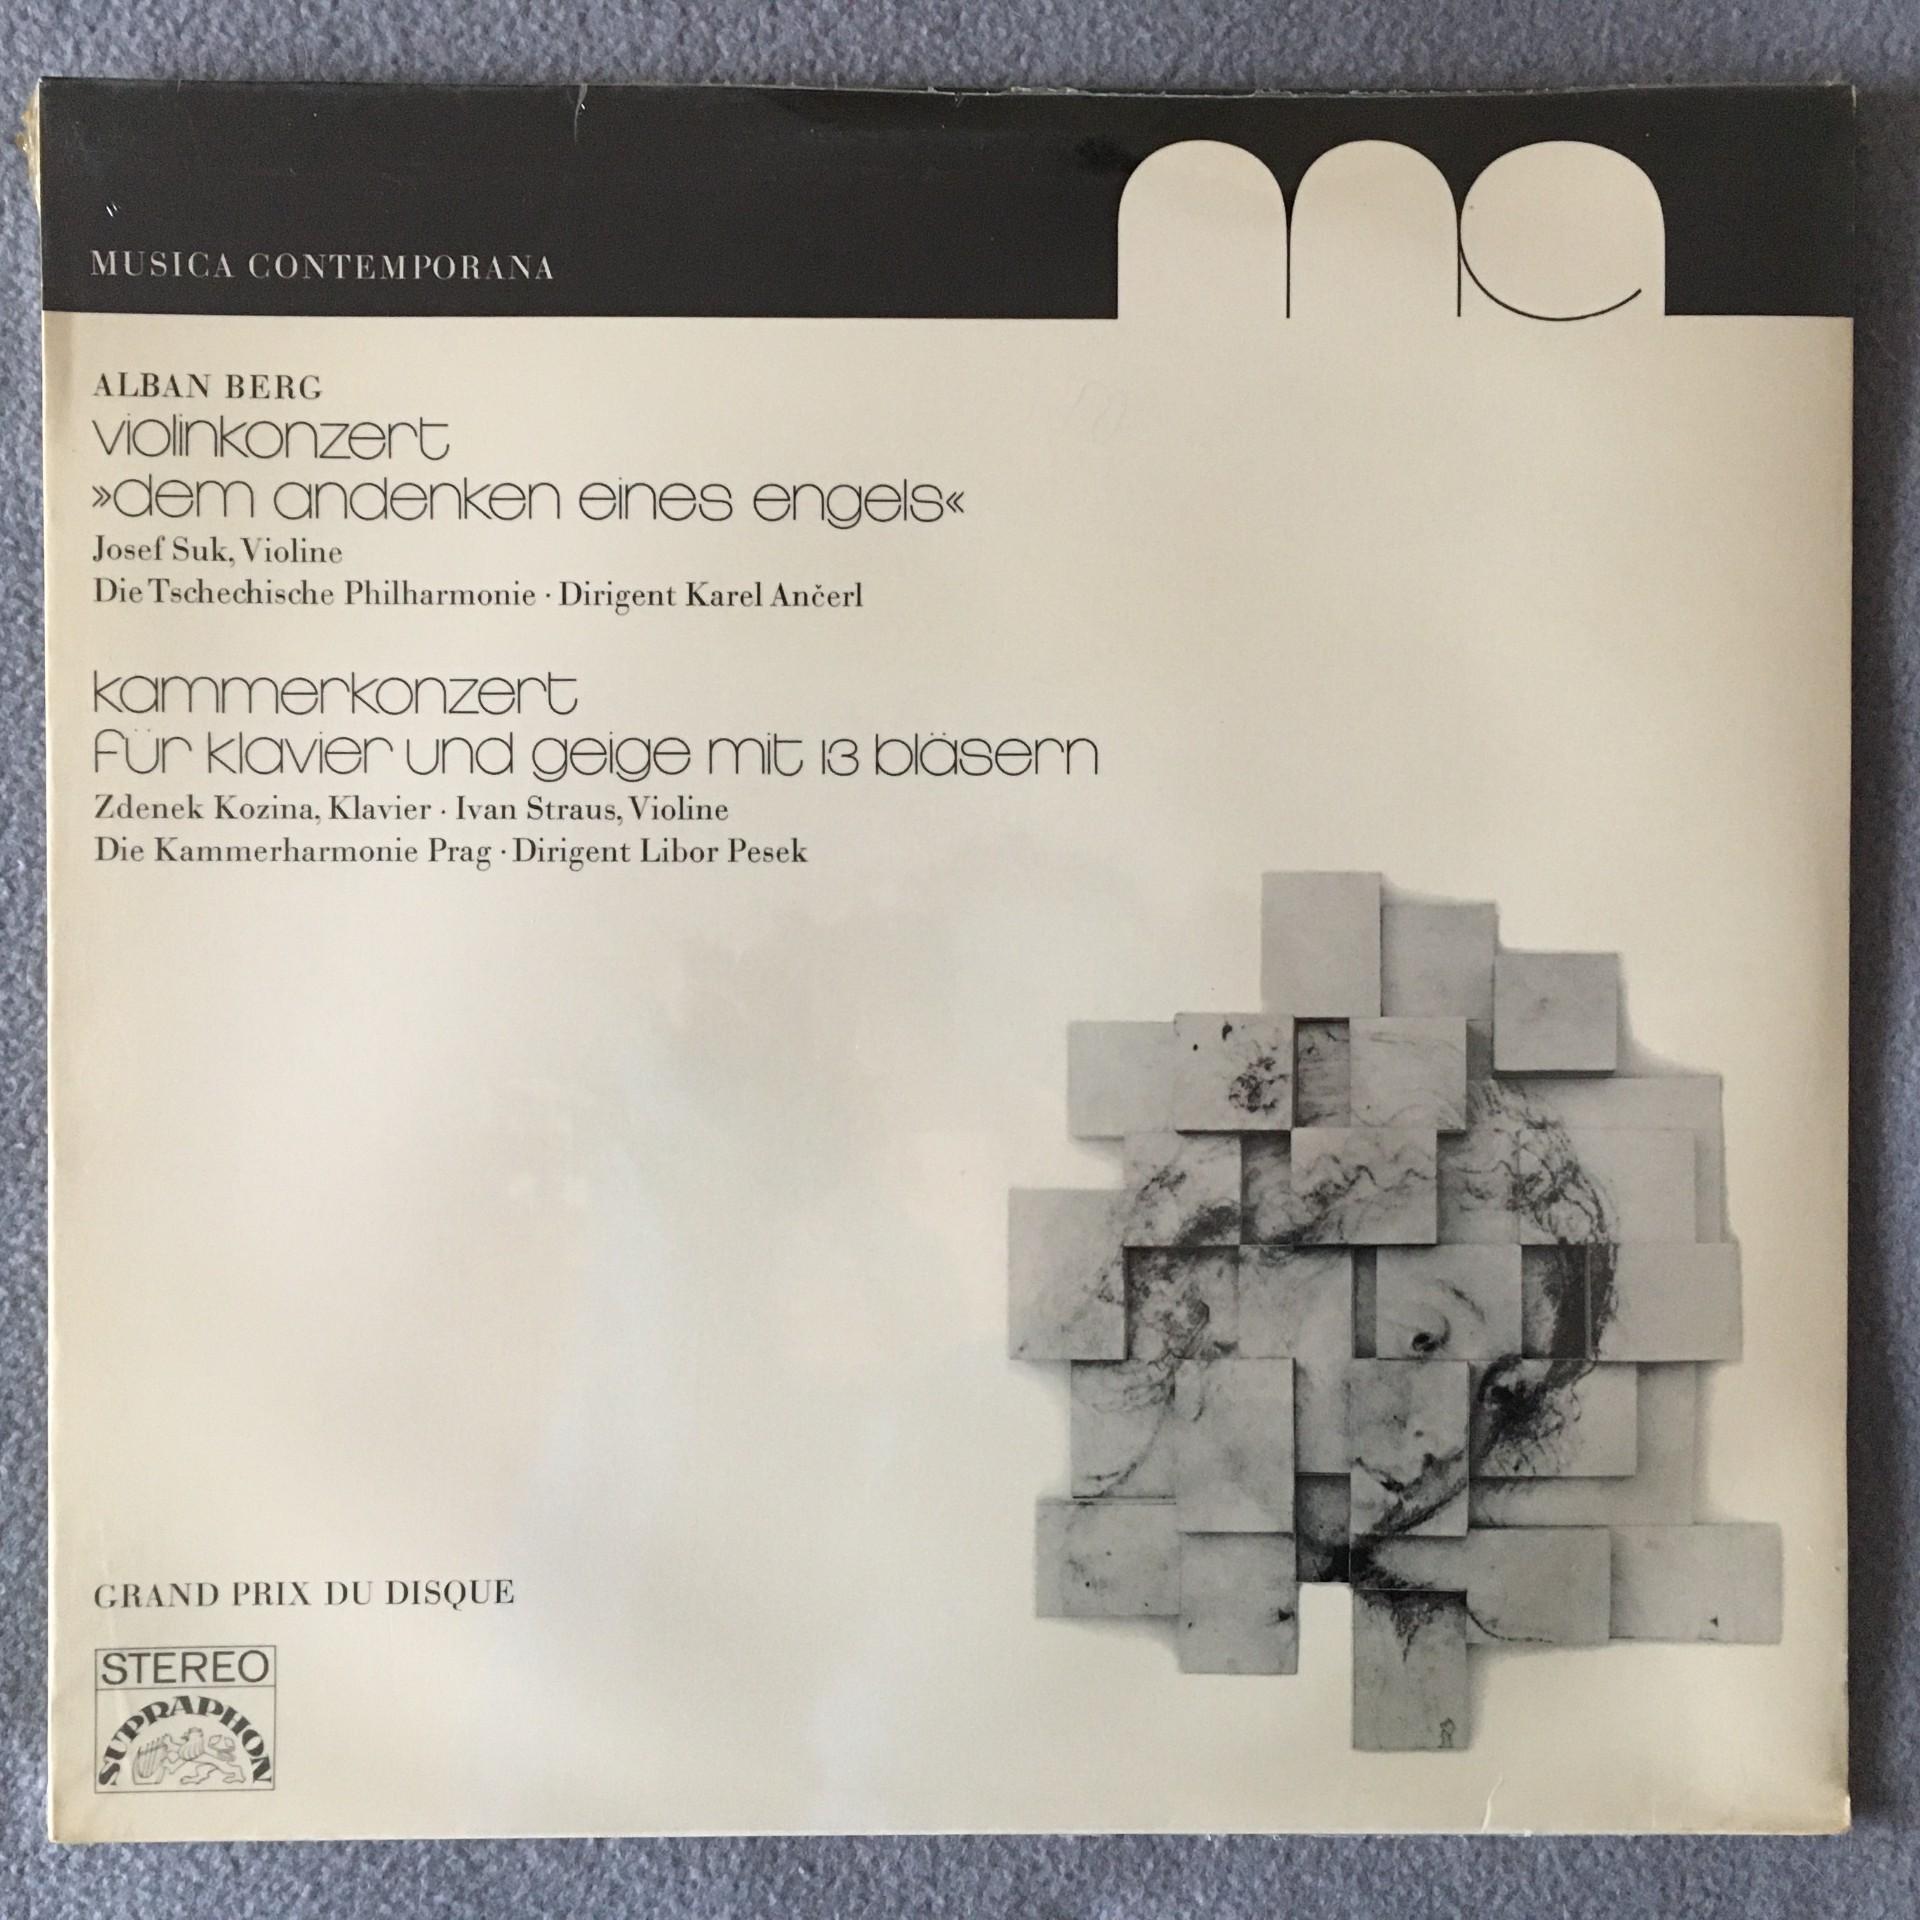 MUSICA CONTEMPORANA
mc
ALBAN BERG
violinkonzert
»dem andenken eines engels«
Josef Suk, Violine
Die Tschechische Philharmonie · Dirigent Karel Ančerl
kammerkonzert
für klavier und geige mit 13 bläsern
Zdenek Kozina, Klavier · Ivan Straus, Violine
Die Kammerharmonie Prag · Dirigent Libor Pesek
GRAND PRIX DU DISQUE
STEREO
SUPRAPHON